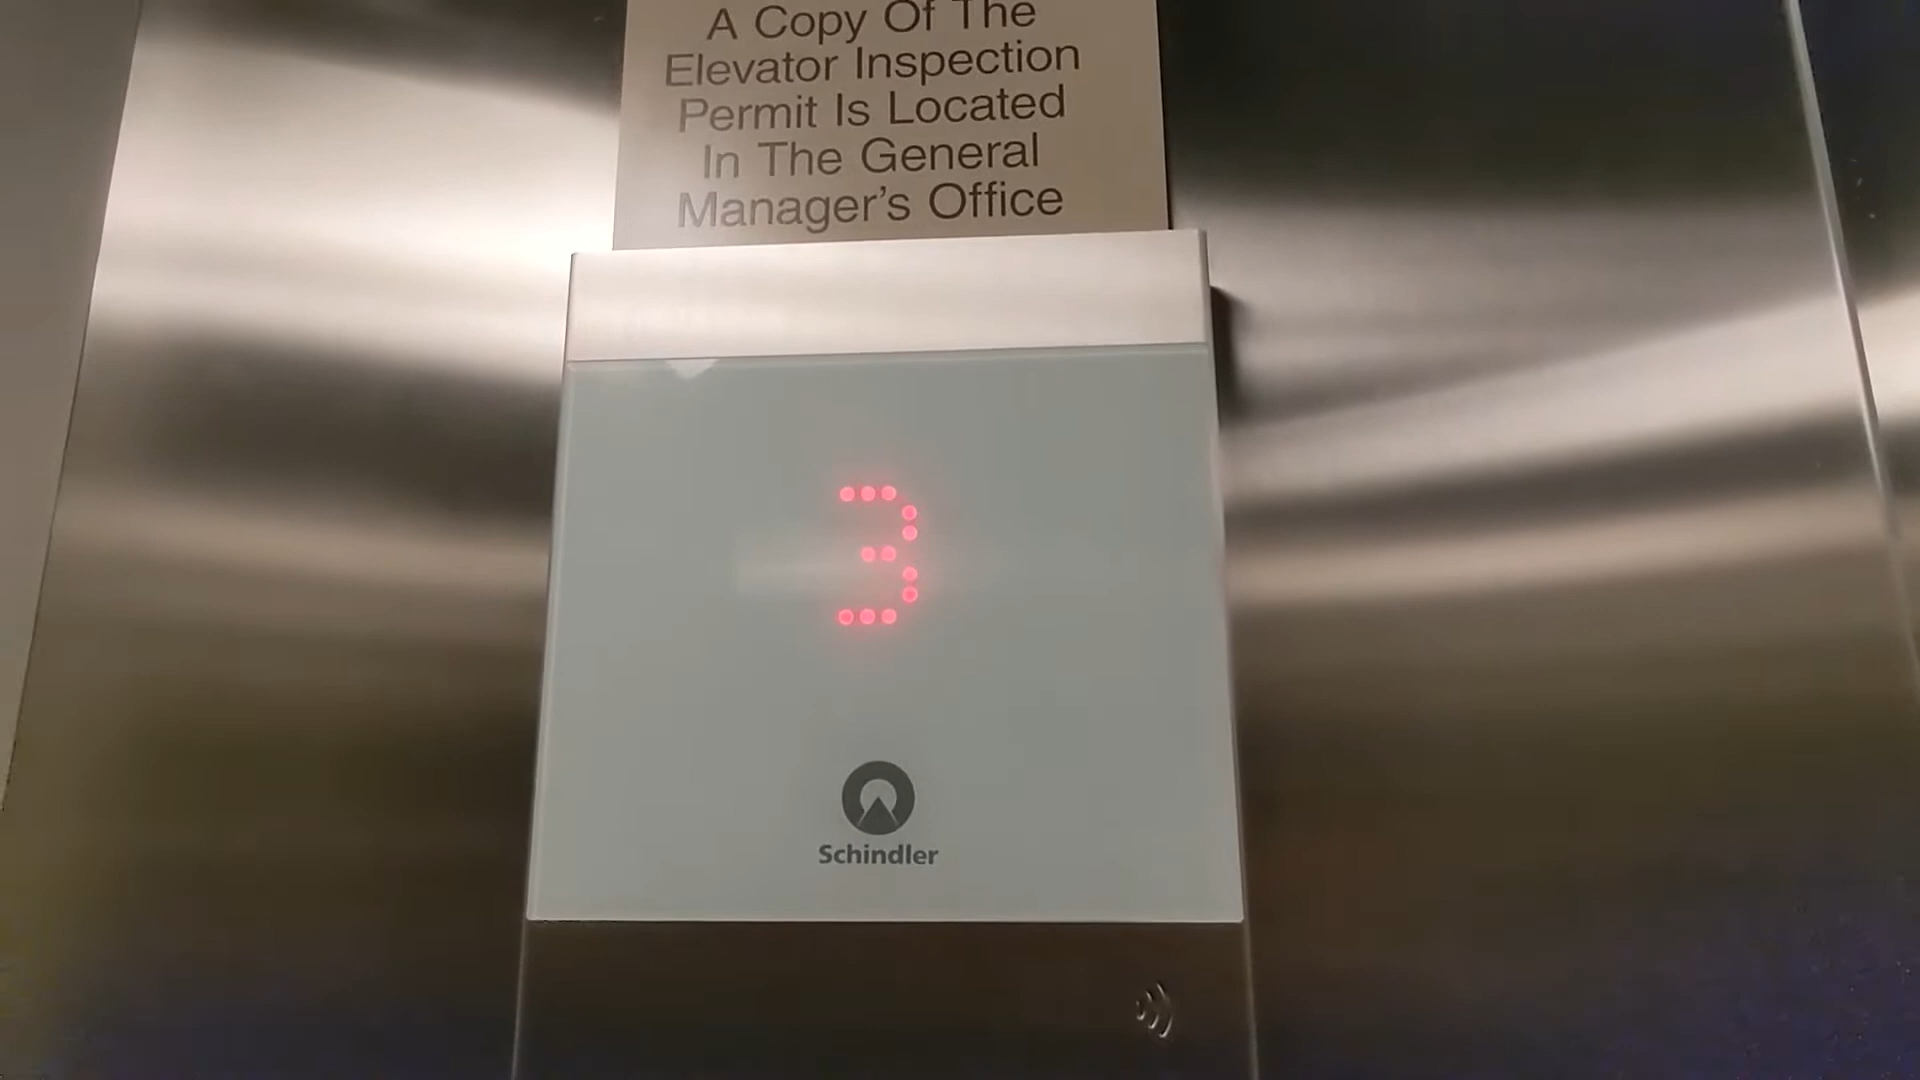 A Copy Of The
Elevator Inspection
Permit Is Located
In The General
Manager's Office
3
Schindler